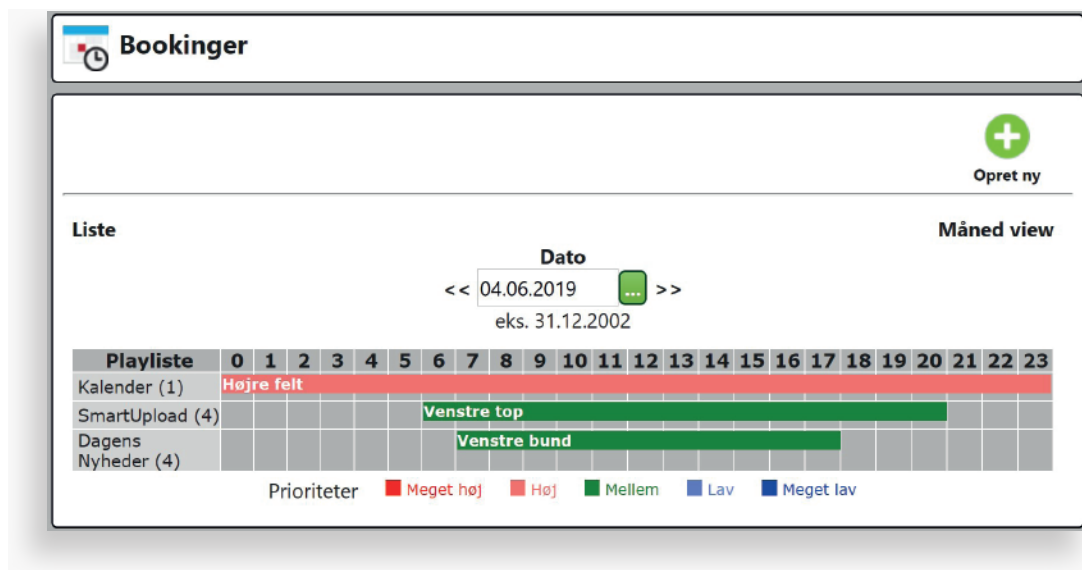 Bookinger
Opret ny
Liste
Måned view
Dato
<< 04.06.2019 ... >>
eks. 31.12.2002
Playliste 0 1 2 3 4 5 6 7 8 9 10 11 12 13 14 15 16 17 18 19 20 21 22 23
Kalender (1) Højre felt
SmartUpload (4) Venstre top
Dagens Venstre bund
Nyheder (4)
Prioriteter Meget høj Høj Mellem Lav Meget lav